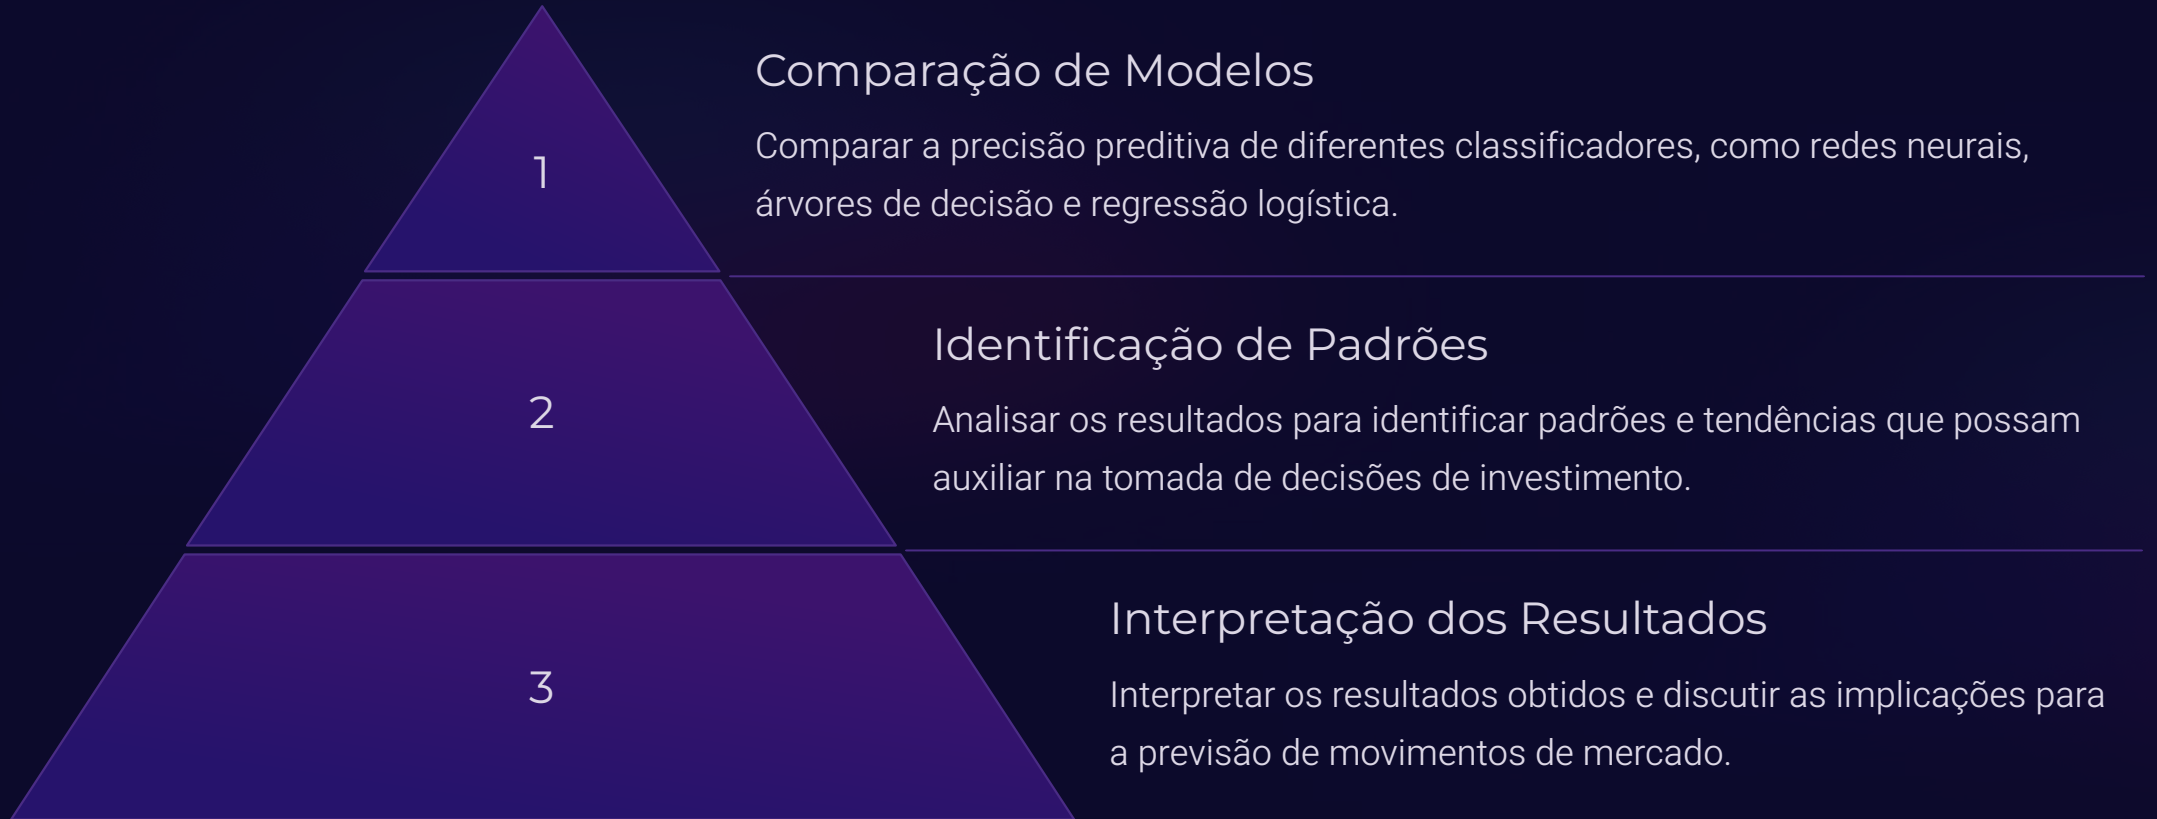 1
Comparação de Modelos
Comparar a precisão preditiva de diferentes classificadores, como redes neurais,
árvores de decisão e regressão logística.
2
Identificação de Padrões
Analisar os resultados para identificar padrões e tendências que possam
auxiliar na tomada de decisões de investimento.
3
Interpretação dos Resultados
Interpretar os resultados obtidos e discutir as implicações para
a previsão de movimentos de mercado.